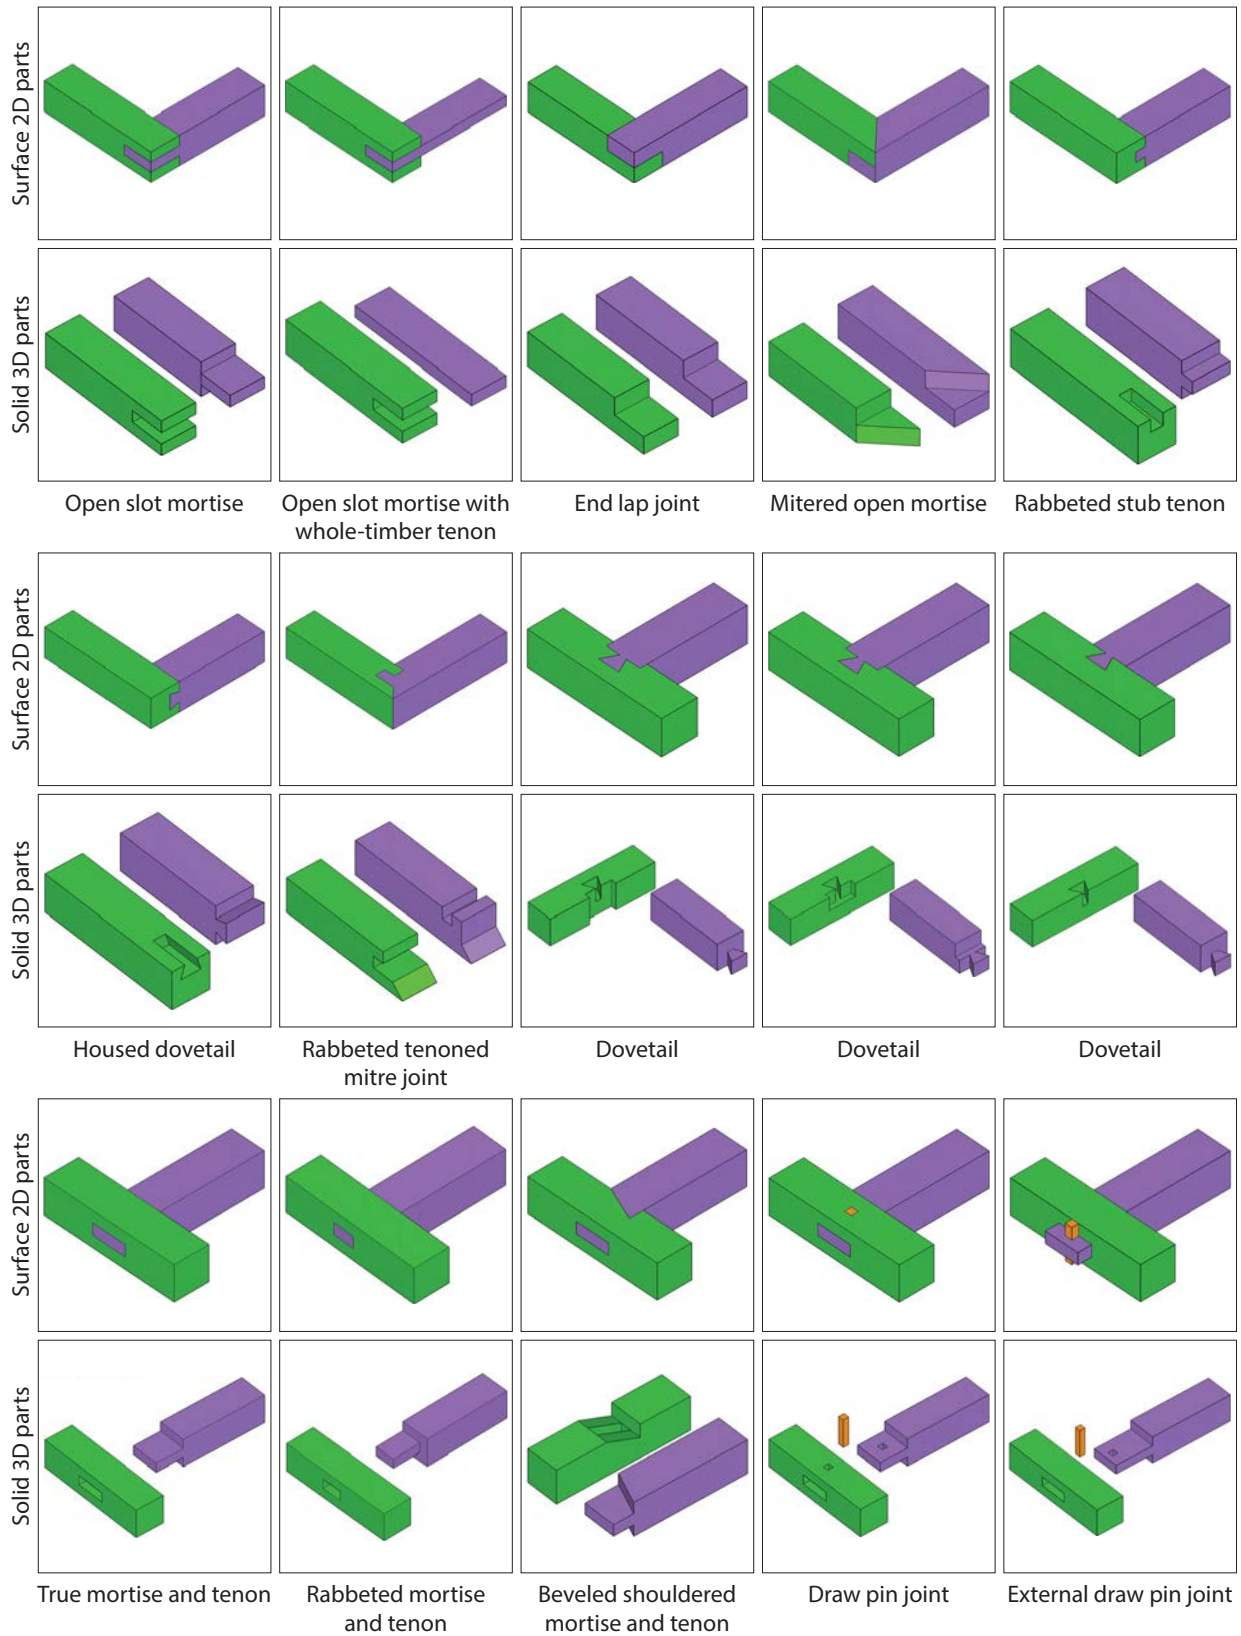 Surface 2D parts
Solid 3D parts
Open slot mortise
Open slot mortise with
whole-timber tenon
End lap joint
Mitered open mortise
Rabbeted stub tenon
Surface 2D parts
Solid 3D parts
Housed dovetail
Rabbeted tenoned
mitre joint
Dovetail
Dovetail
Dovetail
Surface 2D parts
Solid 3D parts
True mortise and tenon
Rabbeted mortise
and tenon
Beveled shouldered
mortise and tenon
Draw pin joint
External draw pin joint